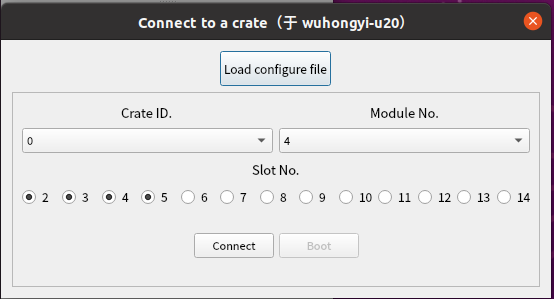 Connect to a crate（于 wuhongyi-u20）
Load configure file
Crate ID. Module No.
0 4
Slot No.
2 3 4 5 6 7 8 9 10 11 12 13 14
Connect Boot